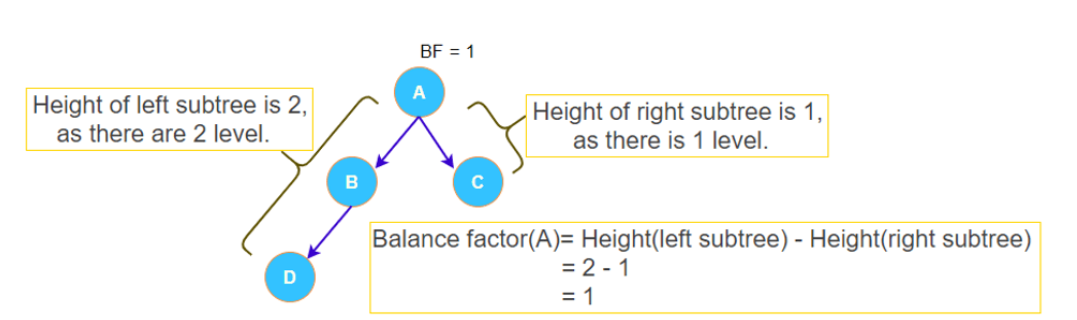 BF = 1
A
Height of left subtree is 2,
as there are 2 level.
Height of right subtree is 1,
as there is 1 level.
B
C
Balance factor(A)= Height(left subtree) - Height(right subtree)
= 2 - 1
= 1
D